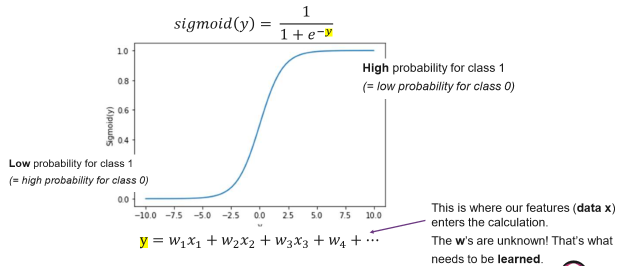 sigmoid(y) = 1 / (1 + e^-y)
1.0
0.8
0.6
0.4
0.0
Sigmoid(y)
High probability for class 1
(= low probability for class 0)
Low probability for class 1
(= high probability for class 0)
-10.0 -7.5 -5.0 -2.5 0.0 2.5 5.0 7.5 10.0
y = w₁x₁ + w₂x₂ + w₃x₃ + w₄ + ⋯
This is where our features (data x)
enters the calculation.
The w's are unknown! That's what
needs to be learned.